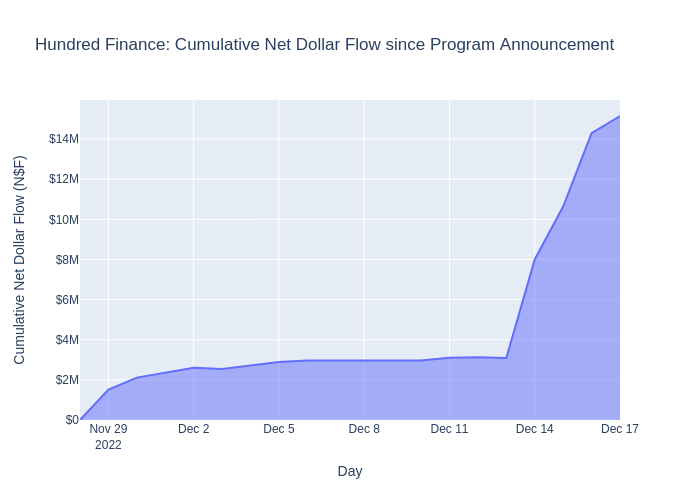 Hundred Finance: Cumulative Net Dollar Flow since Program Announcement
Cumulative Net Dollar Flow (N$F)
$14M
$12M
$10M
$8M
$6M
$4M
$2M
$0
Nov 29 Dec 2 Dec 5 Dec 8 Dec 11 Dec 14 Dec 17
2022
Day